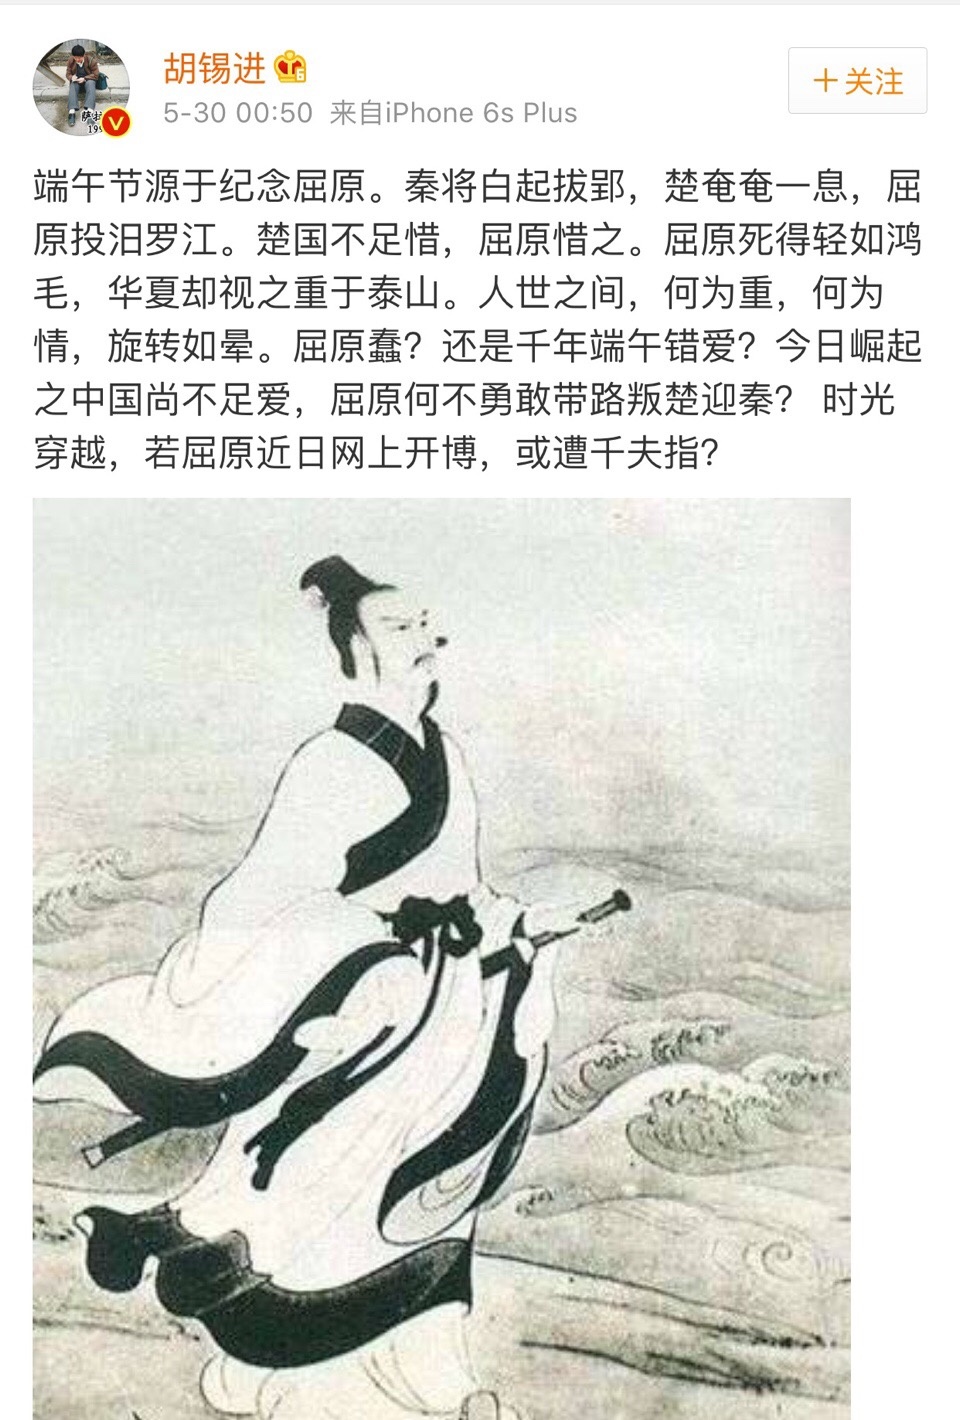 胡锡进
5-30 00:50 来自iPhone 6s Plus
+关注
端午节源于纪念屈原。秦将白起拔郢，楚奄奄一息，屈
原投汨罗江。楚国不足惜，屈原惜之。屈原死得轻如鸿
毛，华夏却视之重于泰山。人世之间，何为重，何为
情，旋转如晕。屈原蠢？还是千年端午错爱？今日崛起
之中国尚不足爱，屈原何不勇敢带路叛楚迎秦？ 时光
穿越，若屈原近日网上开博，或遭千夫指？